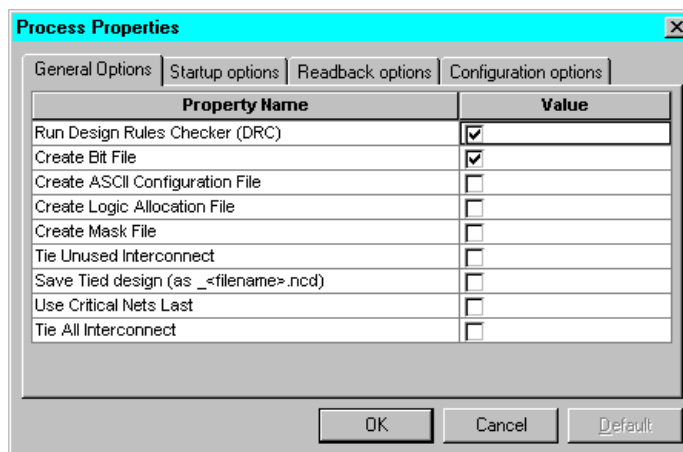 Process Properties
General Options Startup options Readback options Configuration options
Property Name Value
Run Design Rules Checker (DRC)
Create Bit File
Create ASCII Configuration File
Create Logic Allocation File
Create Mask File
Tie Unused Interconnect
Save Tied design (as _<filename>.ncd)
Use Critical Nets Last
Tie All Interconnect
OK Cancel Default